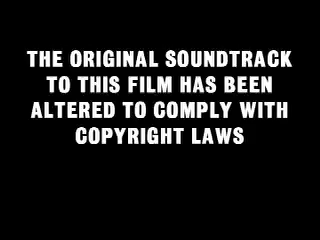 THE ORIGINAL SOUNDTRACK
TO THIS FILM HAS BEEN
ALTERED TO COMPLY WITH
COPYRIGHT LAWS